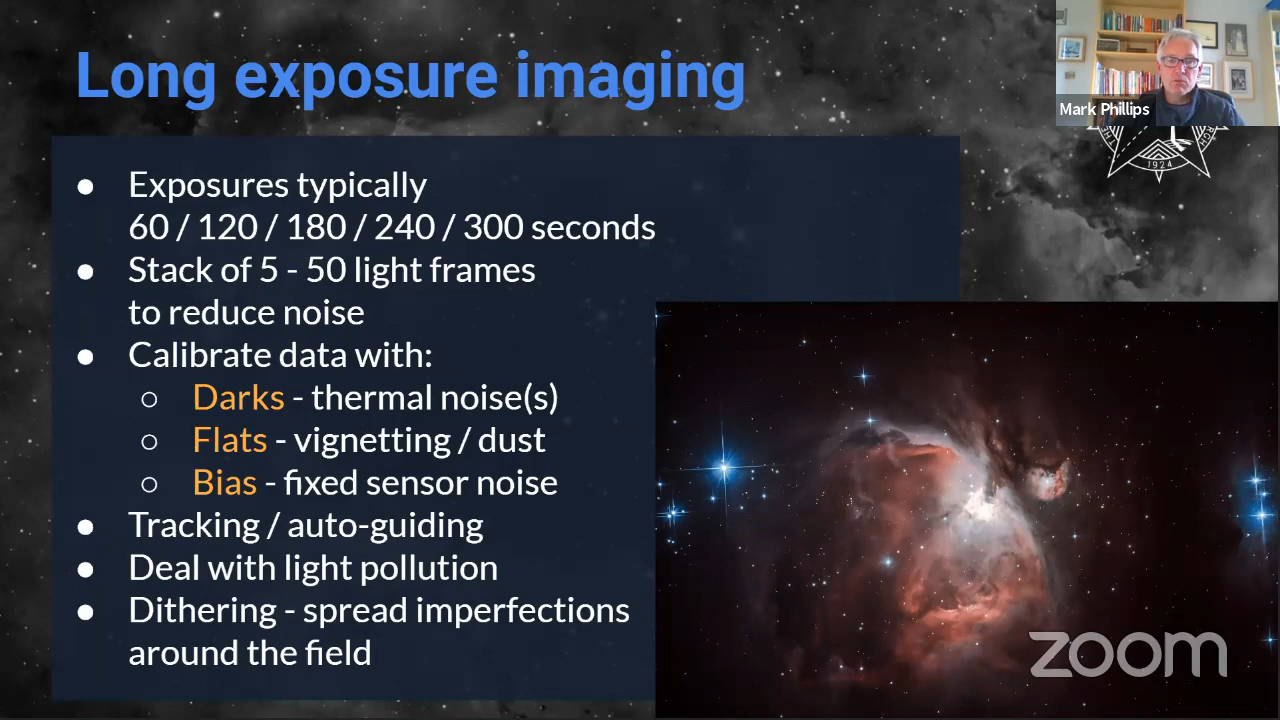 Long exposure imaging
Mark Phillips
1924
● Exposures typically
60 / 120 / 180 / 240 / 300 seconds
● Stack of 5 - 50 light frames
to reduce noise
● Calibrate data with:
○ Darks - thermal noise(s)
○ Flats - vignetting / dust
○ Bias - fixed sensor noise
● Tracking / auto-guiding
● Deal with light pollution
● Dithering - spread imperfections
around the field
zoom